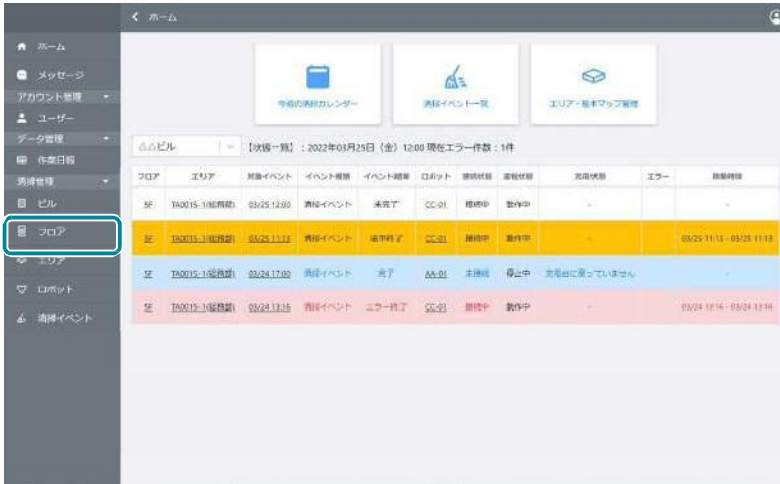 ホーム
ホーム
メッセージ
アカウント管理
ユーザー
データ管理
作業日報
清掃管理
ビル
フロア
エリア
ロボット
清掃イベント
今週の清掃カレンダー
清掃イベント一覧
エリア・基本マップ管理
△△ビル 【状態一覧】：2022年03月25日（金）12:00 現在エラー件数：1件
フロア エリア 対象イベント イベント種類 イベント結果 ロボット 接続状態 充電状態 エラー 稼働時間
5F TA0015-1(総務部) 03/25 12:00 清掃イベント 未完了 CC-01 接続中 動作中 -
5F TA0015-1(総務部) 03/25 11:13 清掃イベント 途中終了 CC-01 接続中 動作中 - 03/25 11:13 - 03/25 11:13
5F TA0015-1(総務部) 03/24 17:00 清掃イベント 完了 AA-01 未接続 停止中 充電台に戻っていません -
5F TA0015-1(総務部) 03/24 13:16 清掃イベント エラー終了 CC-01 接続中 動作中 - 03/24 13:16 - 03/24 13:16